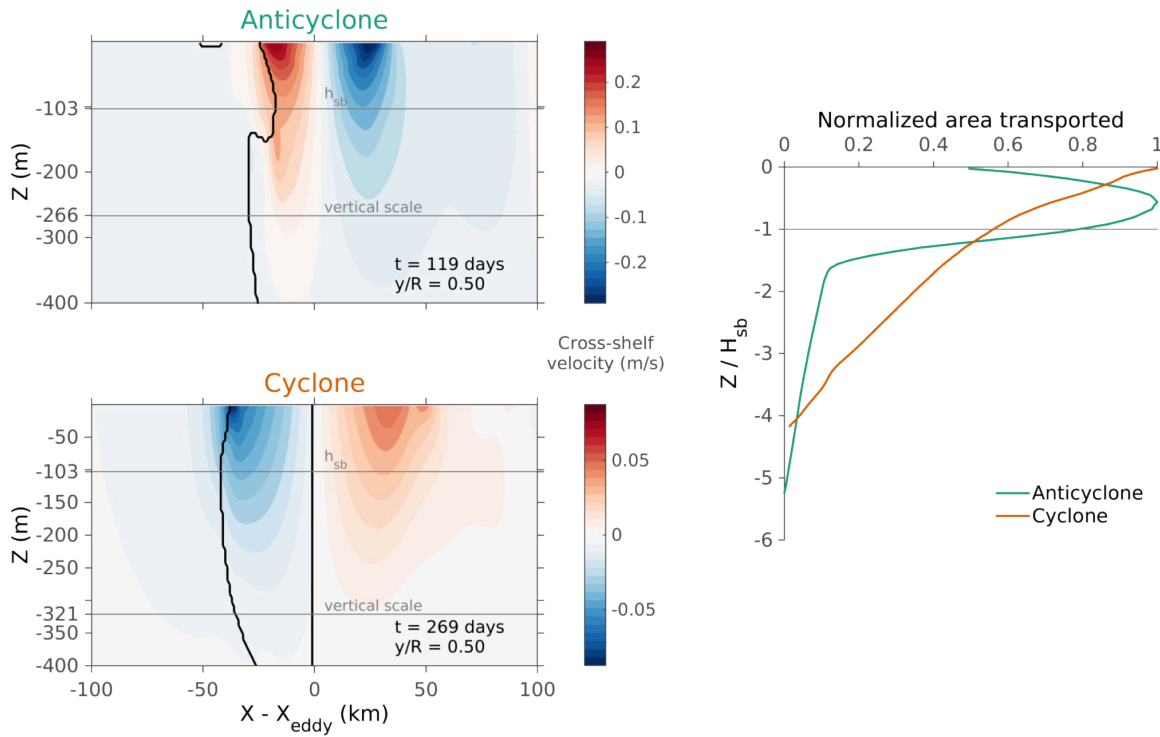 Anticyclone
-103
-200
-266
-300
-400
Z (m)
h_sb
vertical scale
t = 119 days
y/R = 0.50
0.2
0.1
0
-0.1
-0.2
Cross-shelf
velocity (m/s)
Cyclone
-50
-103
-150
-200
-250
-321
-350
-400
Z (m)
h_sb
vertical scale
t = 269 days
y/R = 0.50
-100
-50
0
50
100
X - X_eddy (km)
0.05
0
-0.05
Normalized area transported
0
0.2
0.4
0.6
0.8
1
0
-1
-2
-3
-4
-5
-6
Z / H_sb
Anticyclone
Cyclone